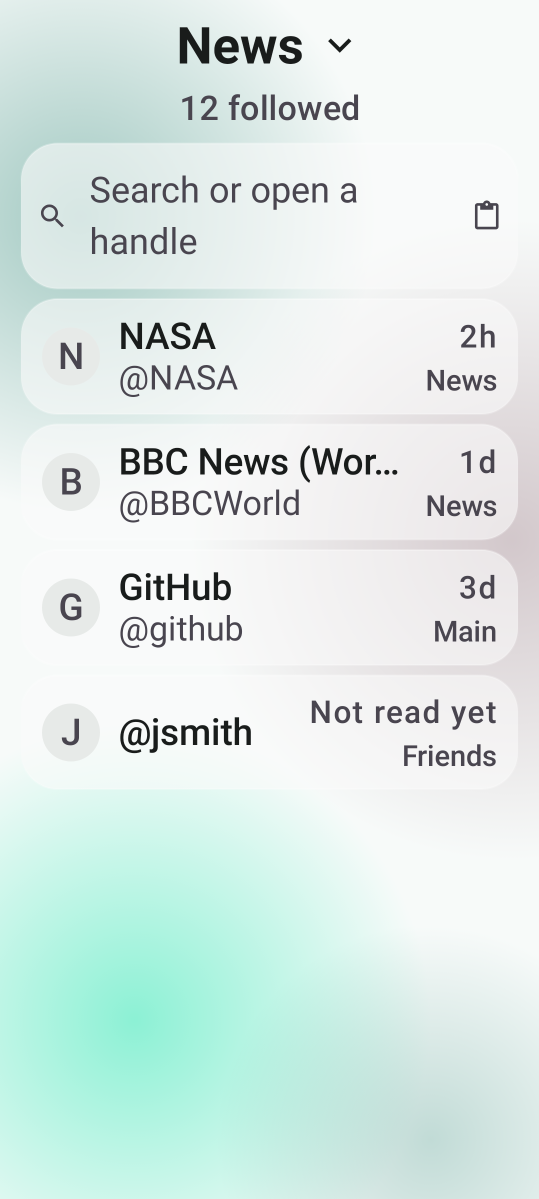 News
12 followed
Search or open a
handle
N
NASA
@NASA
2h
News
B
BBC News (Wor...
@BBCWorld
1d
News
G
GitHub
@github
3d
Main
J
@jsmith
Not read yet
Friends